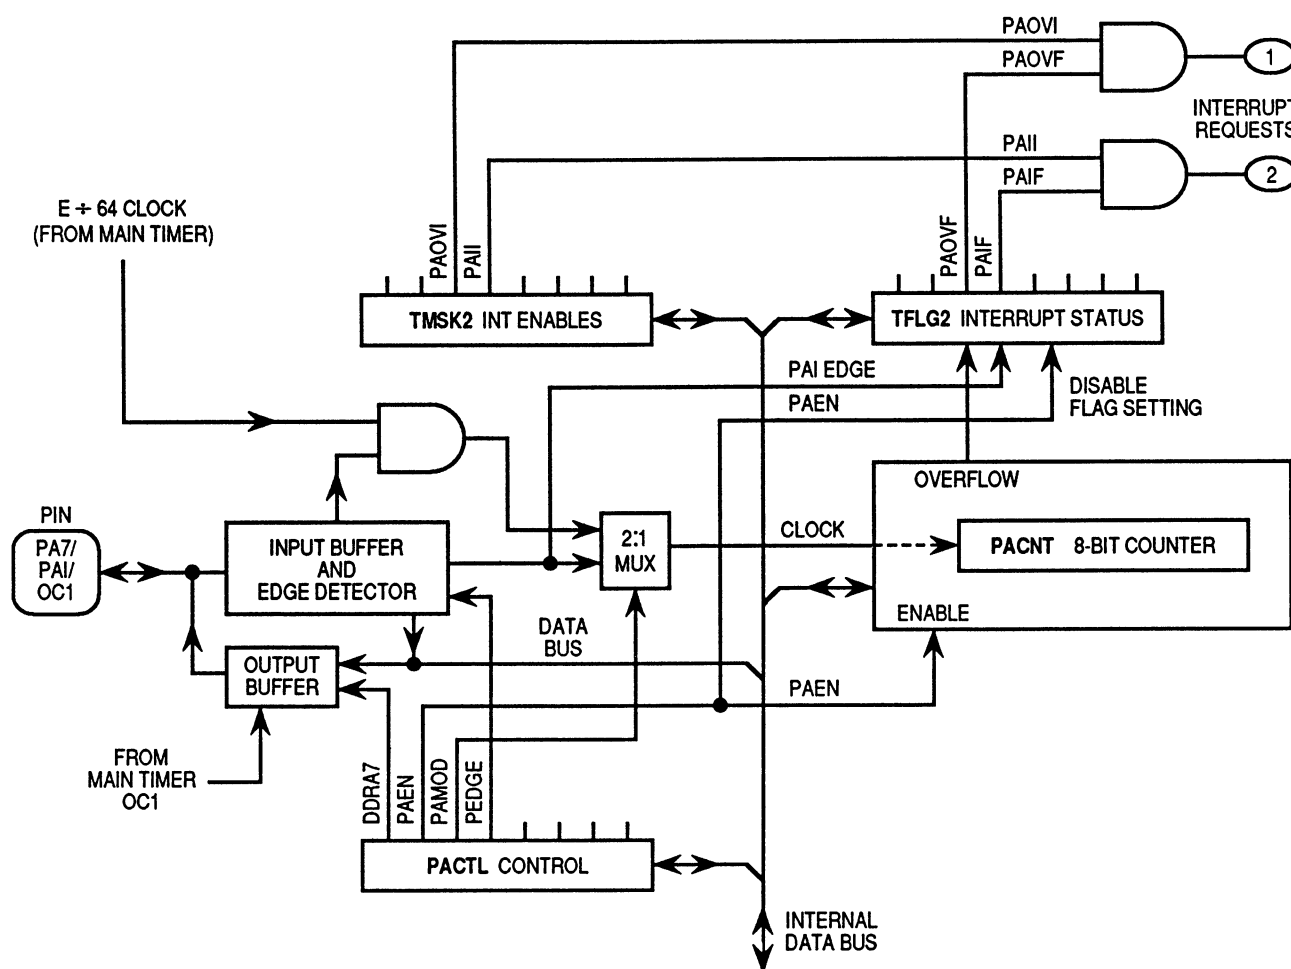 PAOVI
PAOVF
1
INTERRUPT
REQUESTS
PAII
PAIF
2
E ÷ 64 CLOCK
(FROM MAIN TIMER)
PAOVI
PAII
PAOVF
PAIF
TMSK2 INT ENABLES
TFLG2 INTERRUPT STATUS
PAI EDGE
PAEN
DISABLE
FLAG SETTING
OVERFLOW
PIN
PA7/
PAI/
OC1
INPUT BUFFER
AND
EDGE DETECTOR
2:1
MUX
CLOCK
PACNT 8-BIT COUNTER
ENABLE
DATA
BUS
OUTPUT
BUFFER
PAEN
FROM
MAIN TIMER
OC1
DDRA7
PAEN
PAMOD
PEDGE
PACTL CONTROL
INTERNAL
DATA BUS